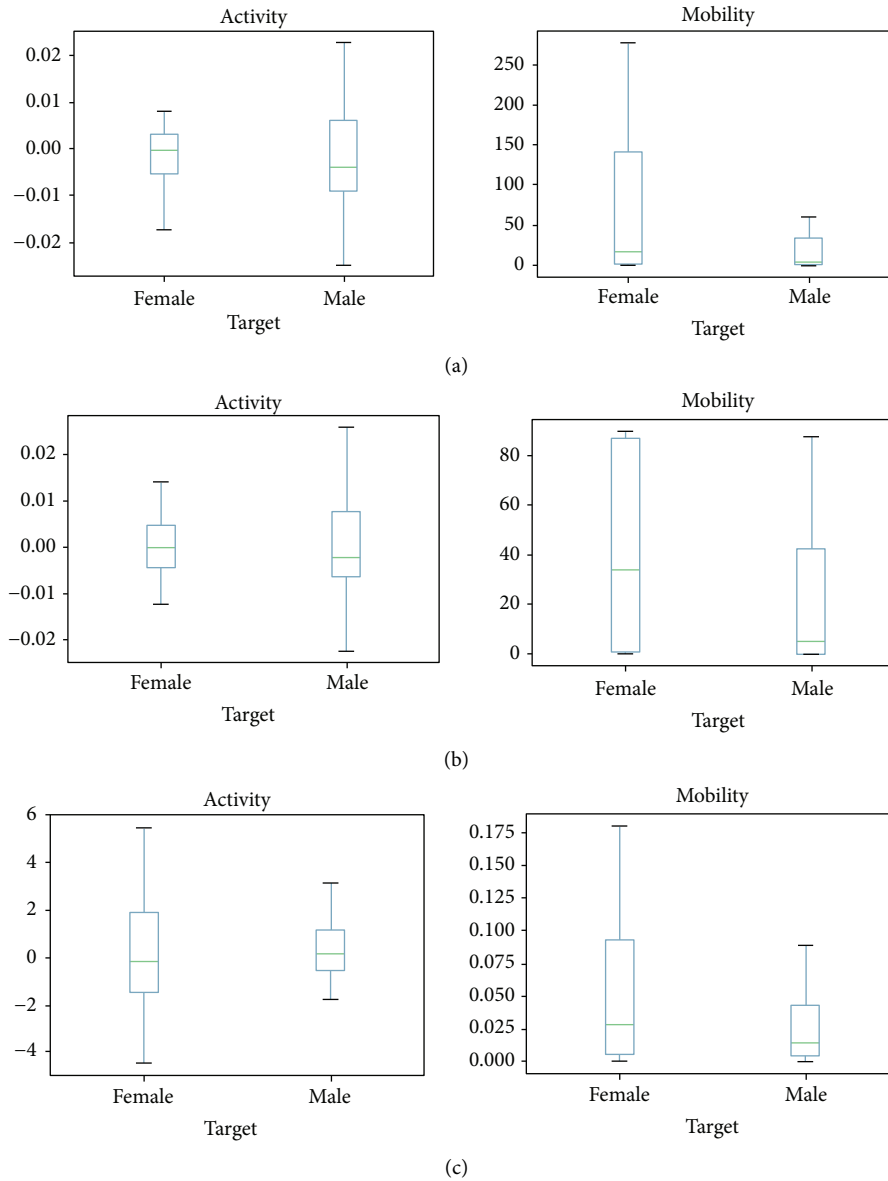 Activity
0.02
0.01
0.00
−0.01
−0.02
Female
Male
Target
Mobility
250
200
150
100
50
0
Female
Male
Target
(a)
Activity
0.02
0.01
0.00
−0.01
−0.02
Female
Male
Target
Mobility
80
60
40
20
0
Female
Male
Target
(b)
Activity
6
4
2
0
−2
−4
Female
Male
Target
Mobility
0.175
0.150
0.125
0.100
0.075
0.050
0.025
0.000
Female
Male
Target
(c)